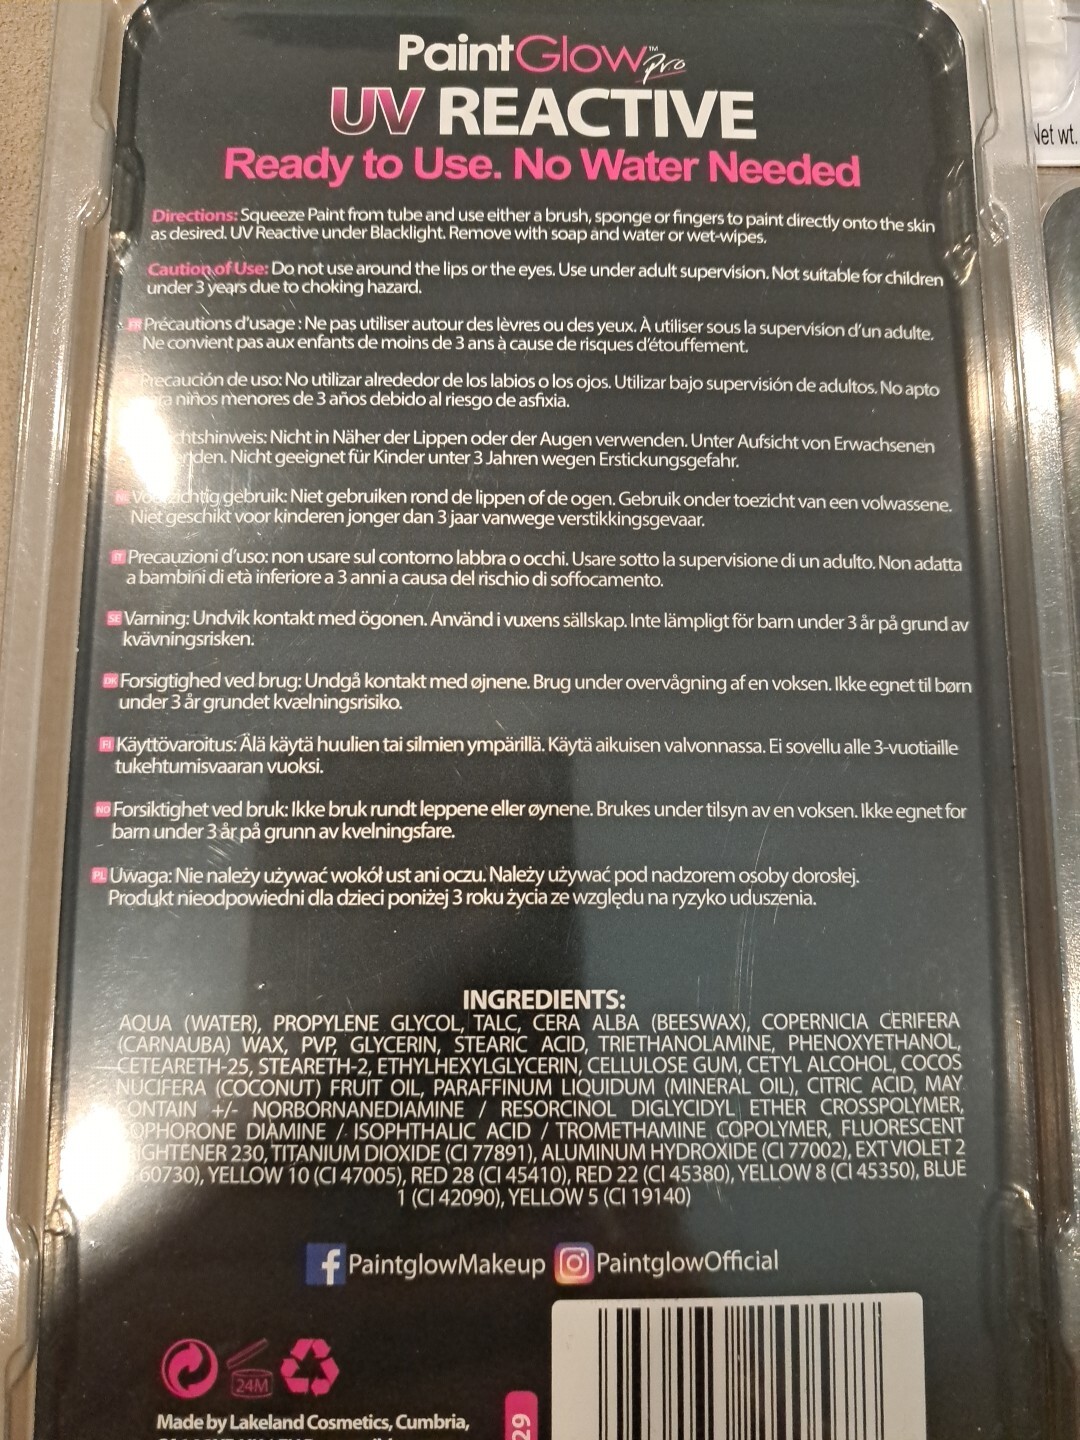 PaintGlow™ Pro
UV REACTIVE
Ready to Use. No Water Needed
Directions: Squeeze Paint from tube and use either a brush, sponge or fingers to paint directly onto the skin
as desired. UV Reactive under Blacklight. Remove with soap and water or wet-wipes.
Caution of Use: Do not use around the lips or the eyes. Use under adult supervision. Not suitable for children
under 3 years due to choking hazard.
FR Précautions d'usage : Ne pas utiliser autour des lèvres ou des yeux. À utiliser sous la supervision d'un adulte.
Ne convient pas aux enfants de moins de 3 ans à cause de risques d'étouffement.
Precaución de uso: No utilizar alrededor de los labios o los ojos. Utilizar bajo supervisión de adultos. No apto
niños menores de 3 años debido al riesgo de asfixia.
Nicht in Näher der Lippen oder der Augen verwenden. Unter Aufsicht von Erwachsenen
Nicht geeignet für Kinder unter 3 Jahren wegen Erstickungsgefahr.
Voorzichtig gebruik: Niet gebruiken rond de lippen of de ogen. Gebruik onder toezicht van een volwassene.
Niet geschikt voor kinderen jonger dan 3 jaar vanwege verstikkingsgevaar.
IT Precauzioni d'uso: non usare sul contorno labbra o occhi. Usare sotto la supervisione di un adulto. Non adatta
a bambini di età inferiore a 3 anni a causa del rischio di soffocamento.
SE Varning: Undvik kontakt med ögonen. Använd i vuxens sällskap. Inte lämpligt för barn under 3 år på grund av
kvävningsrisken.
DK Forsigtighed ved brug: Undgå kontakt med øjnene. Brug under overvågning af en voksen. Ikke egnet til børn
under 3 år grundet kvælningsrisiko.
FI Käyttövaroitus: Älä käytä huulien tai silmien ympärillä. Käytä aikuisen valvonnassa. Ei sovellu alle 3-vuotiaille
tukehtumisvaaran vuoksi.
NO Forsiktighet ved bruk: Ikke bruk rundt leppene eller øynene. Brukes under tilsyn av en voksen. Ikke egnet for
barn under 3 år på grunn av kvelningsfare.
PL Uwaga: Nie należy używać wokół ust ani oczu. Należy używać pod nadzorem osoby dorosłej.
Produkt nieodpowiedni dla dzieci poniżej 3 roku życia ze względu na ryzyko uduszenia.
INGREDIENTS:
AQUA (WATER), PROPYLENE GLYCOL, TALC, CERA ALBA (BEESWAX), COPERNICIA CERIFERA
(CARNAUBA) WAX, PVP, GLYCERIN, STEARIC ACID, TRIETHANOLAMINE, PHENOXYETHANOL,
CETEARETH-25, STEARETH-2, ETHYLHEXYLGLYCERIN, CELLULOSE GUM, CETYL ALCOHOL, COCOS
NUCIFERA (COCONUT) FRUIT OIL, PARAFFINUM LIQUIDUM (MINERAL OIL), CITRIC ACID, MAY
CONTAIN +/- NORBORNANEDIAMINE / RESORCINOL DIGLYCIDYL ETHER CROSSPOLYMER,
DIAMINE / ISOPHTHALIC ACID / TROMETHAMINE COPOLYMER, FLUORESCENT
230, TITANIUM DIOXIDE (CI 77891), ALUMINUM HYDROXIDE (CI 77002), EXT VIOLET 2
60730), YELLOW 10 (CI 47005), RED 28 (CI 45410), RED 22 (CI 45380), YELLOW 8 (CI 45350), BLUE
1 (CI 42090), YELLOW 5 (CI 19140)
f PaintglowMakeup PaintglowOfficial
24M
Made by Lakeland Cosmetics, Cumbria,
29
Net wt.